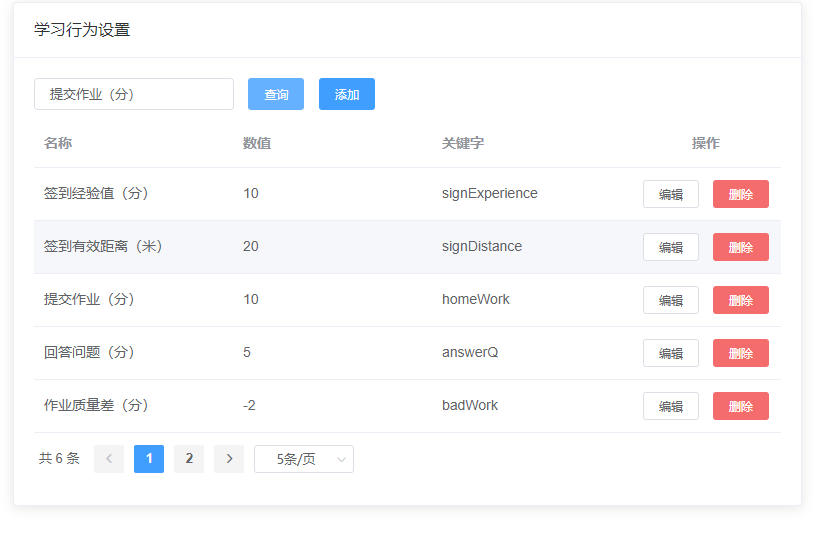 学习行为设置
提交作业（分） 查询 添加
名称 数值 关键字 操作
签到经验值（分） 10 signExperience 编辑 删除
签到有效距离（米） 20 signDistance 编辑 删除
提交作业（分） 10 homeWork 编辑 删除
回答问题（分） 5 answerQ 编辑 删除
作业质量差（分） -2 badWork 编辑 删除
共 6 条 1 2 5条/页